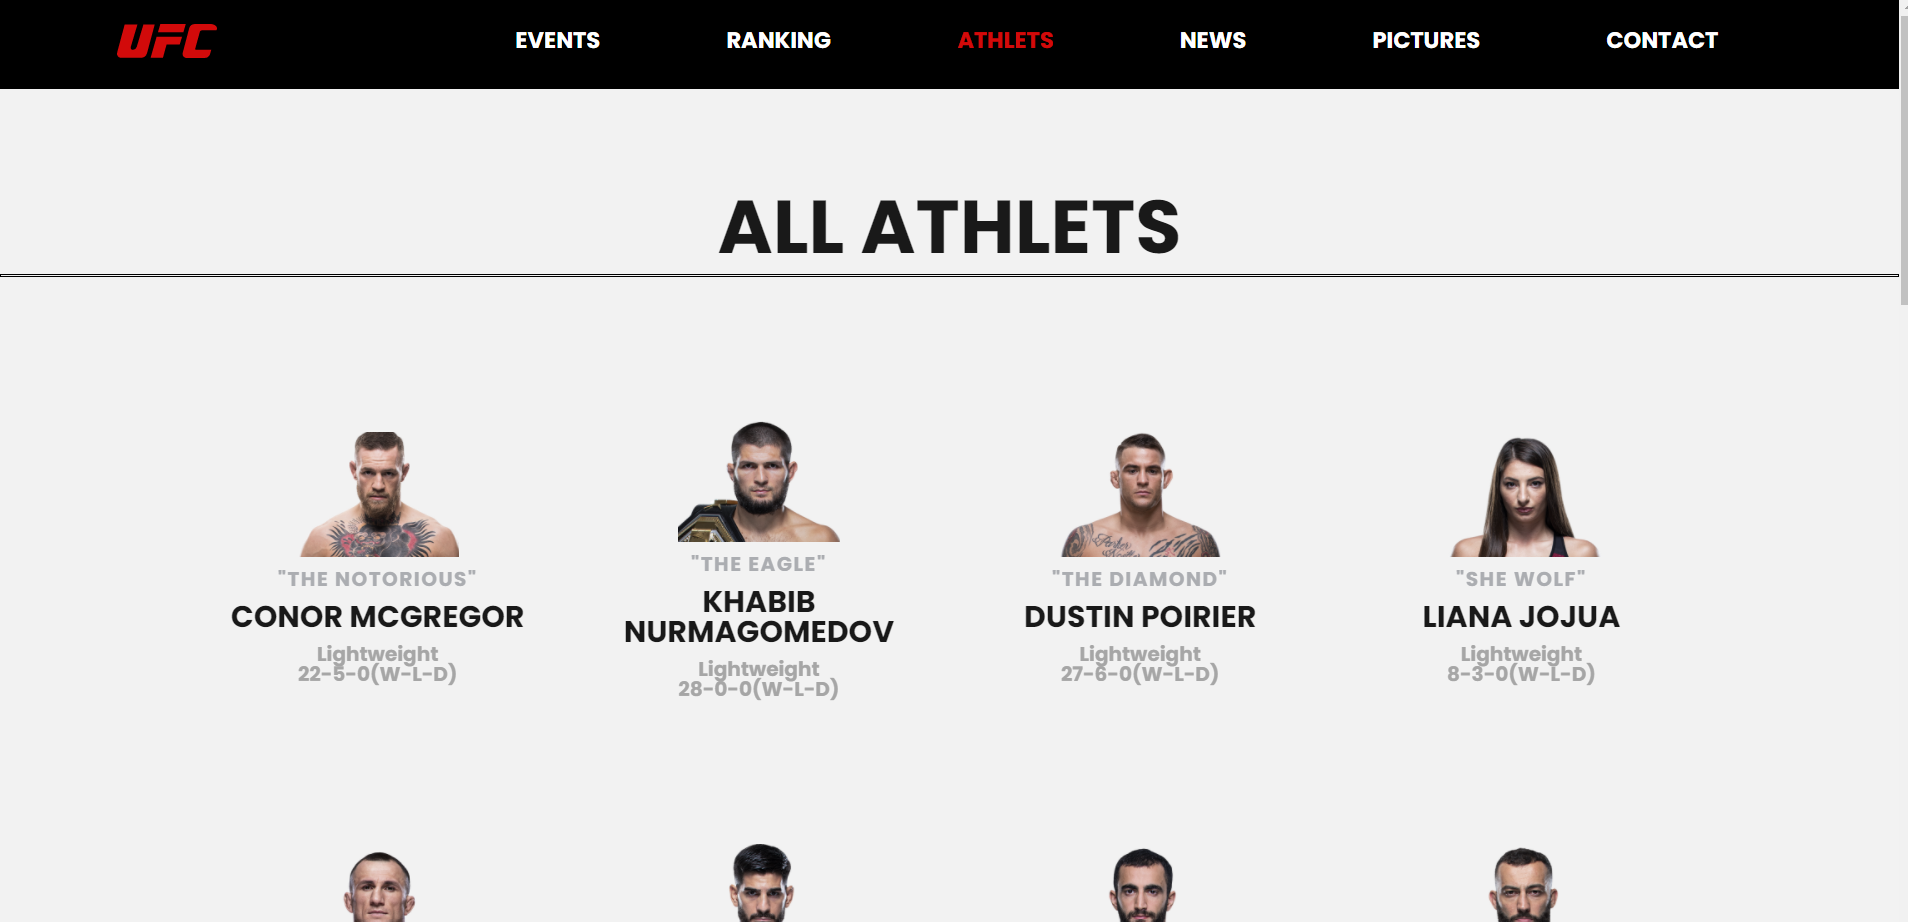 UFC
EVENTS
RANKING
ATHLETS
NEWS
PICTURES
CONTACT
ALL ATHLETS
"THE NOTORIOUS"
CONOR MCGREGOR
Lightweight
22-5-0(W-L-D)
"THE EAGLE"
KHABIB
NURMAGOMEDOV
Lightweight
28-0-0(W-L-D)
"THE DIAMOND"
DUSTIN POIRIER
Lightweight
27-6-0(W-L-D)
"SHE WOLF"
LIANA JOJUA
Lightweight
8-3-0(W-L-D)